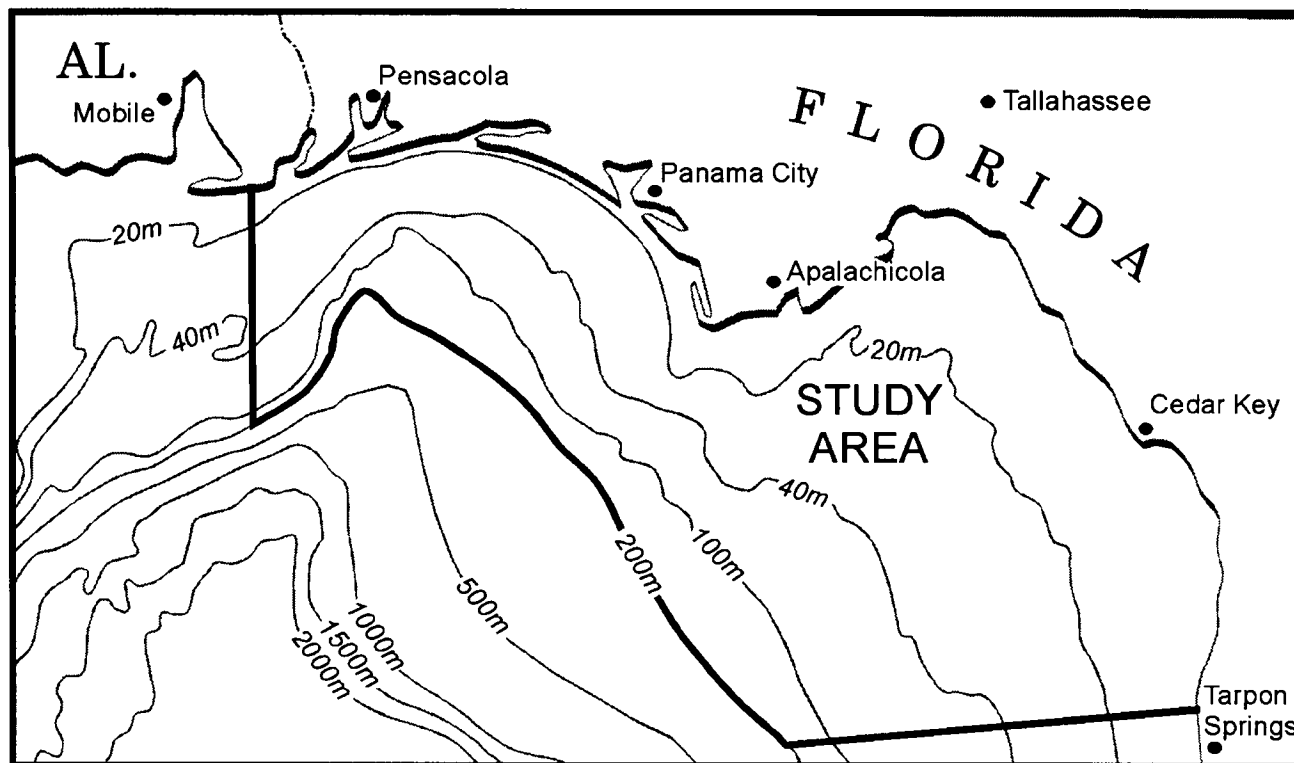 AL.
Mobile
Pensacola
FLORIDA
Tallahassee
Panama City
Apalachicola
20m
40m
20m
STUDY
AREA
Cedar Key
40m
100m
200m
500m
1000m
1500m
2000m
Tarpon
Springs